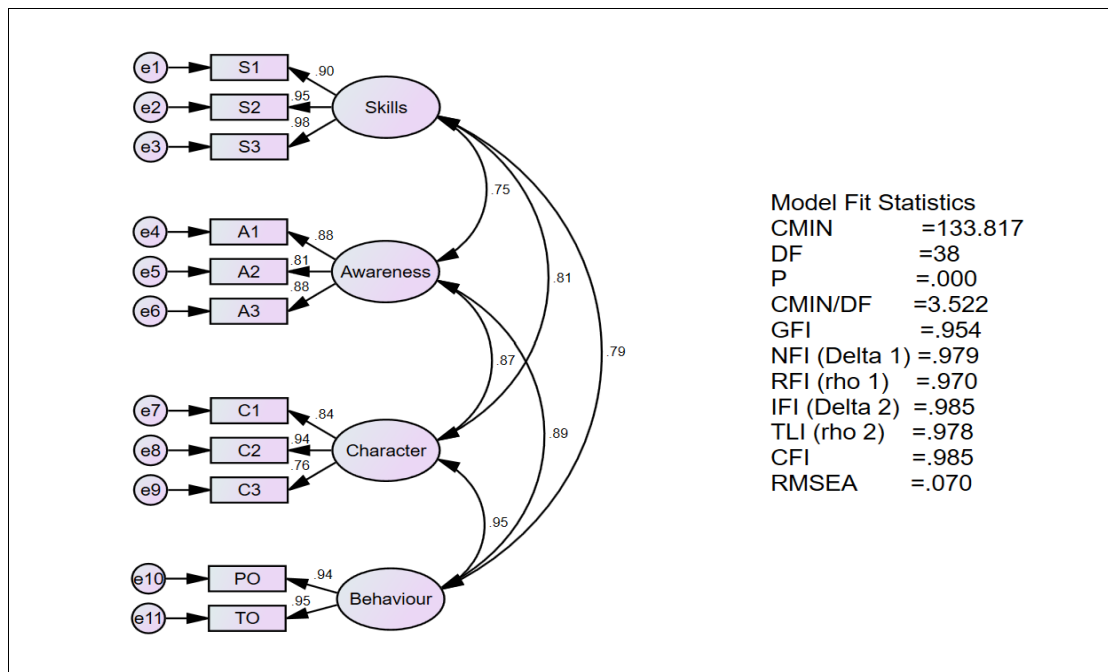 e1
S1
.90
e2
S2
.95
Skills
e3
S3
.98
.75
e4
A1
.88
e5
A2
.81
Awareness
e6
A3
.88
.81
.87
.79
e7
C1
.84
e8
C2
.94
Character
e9
C3
.76
.89
.95
e10
PO
.94
Behaviour
e11
TO
.95
Model Fit Statistics
CMIN =133.817
DF =38
P =.000
CMIN/DF =3.522
GFI =.954
NFI (Delta 1) =.979
RFI (rho 1) =.970
IFI (Delta 2) =.985
TLI (rho 2) =.978
CFI =.985
RMSEA =.070